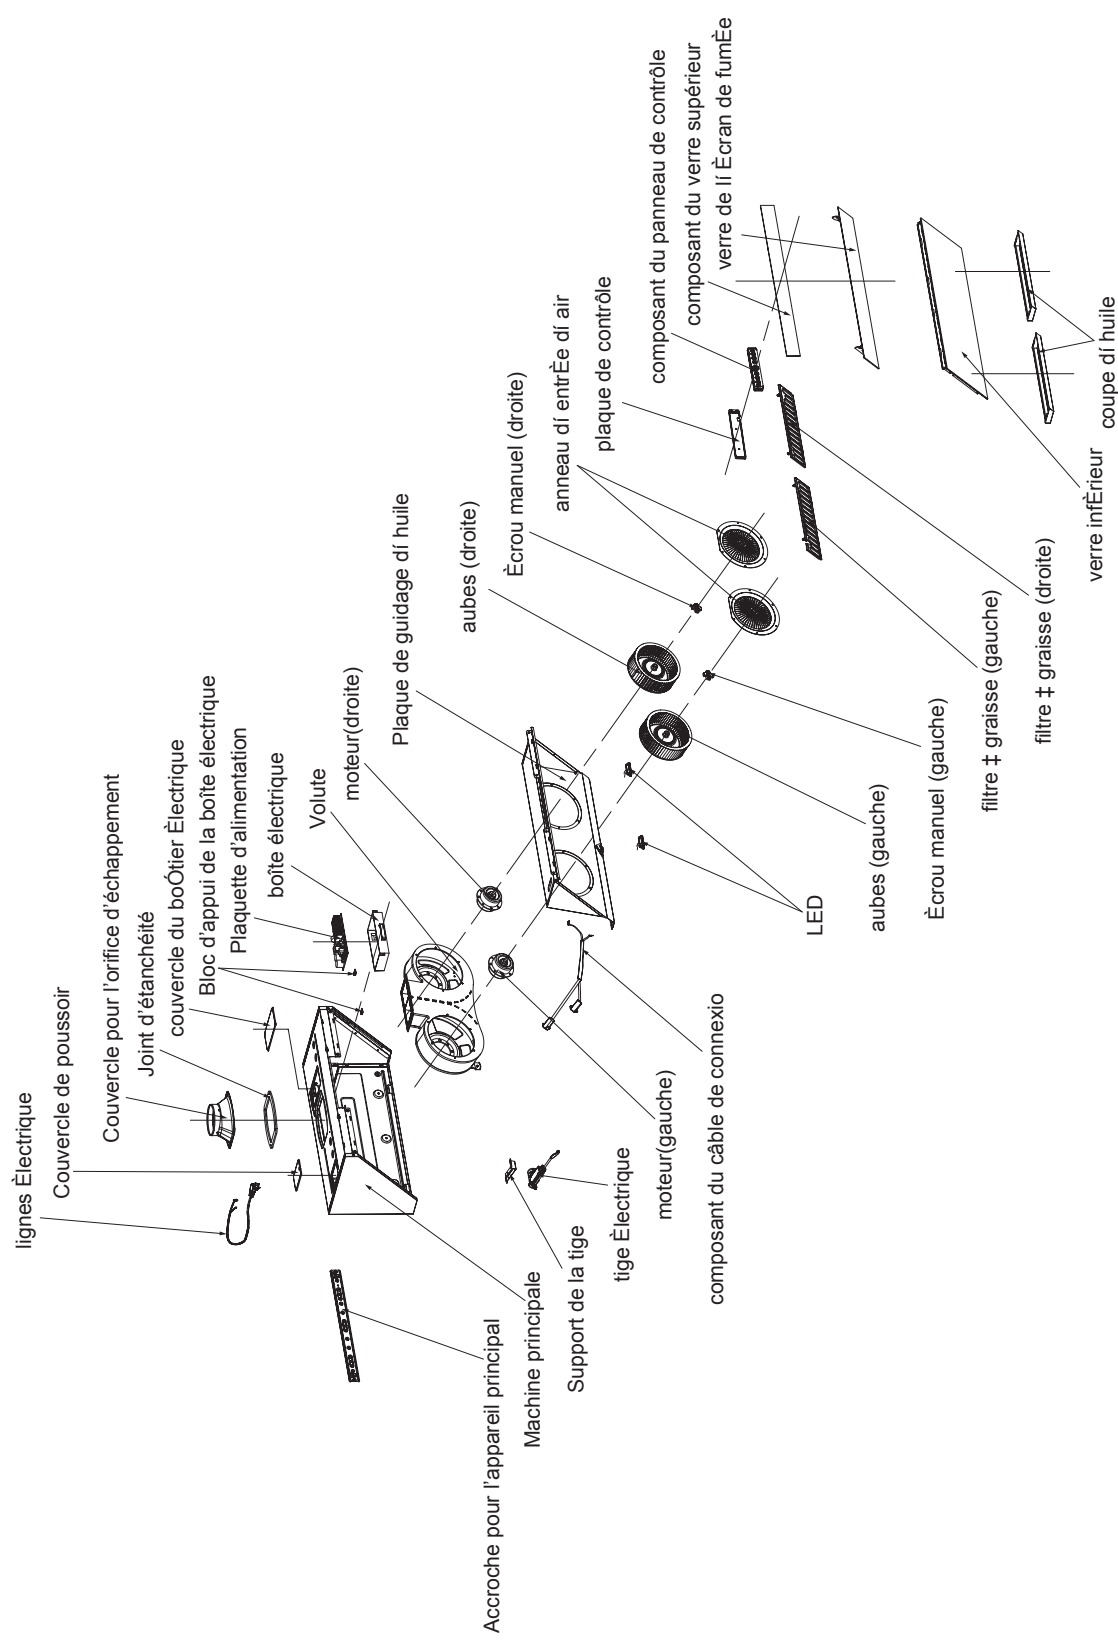 lignes Èlectrique
Couvercle de poussoir
Couvercle pour l'orifice d'échappement
Joint d'étanchéité
couvercle du boÓtier Èlectrique
Bloc d'appui de la boîte électrique
Plaquette d'alimentation
boîte électrique
Volute
moteur(droite)
Plaque de guidage dí huile
aubes (droite)
Ècrou manuel (droite)
anneau dí entrÈe dí air
plaque de contrôle
composant du panneau de contrôle
composant du verre supérieur
verre de lí Ècran de fumÈe
Accroche pour l'appareil principal
Machine principale
Support de la tige
tige Èlectrique
moteur(gauche)
composant du câble de connexio
LED
aubes (gauche)
Ècrou manuel (gauche)
filtre ‡ graisse (gauche)
filtre ‡ graisse (droite)
verre infÈrieur
coupe dí huile